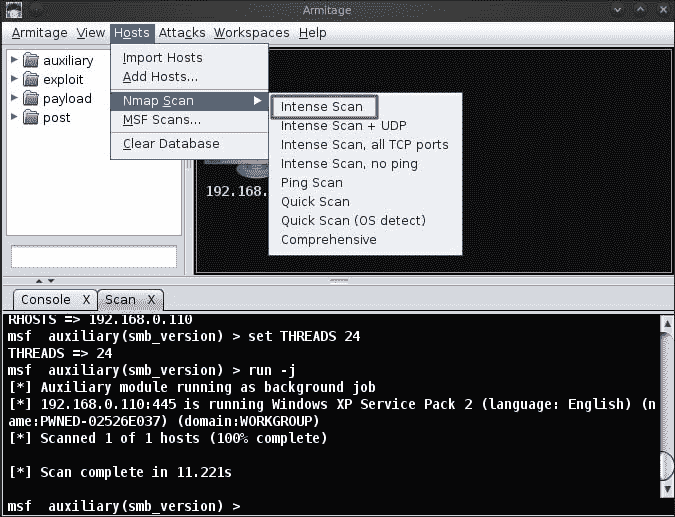 Armitage
Armitage View Hosts Attacks Workspaces Help
auxiliary
exploit
payload
post
Import Hosts
Add Hosts...
Nmap Scan
MSF Scans...
Clear Database
Intense Scan
Intense Scan + UDP
Intense Scan, all TCP ports
Intense Scan, no ping
Ping Scan
Quick Scan
Quick Scan (OS detect)
Comprehensive
192.168.
Console X Scan X
RHOSTS => 192.168.0.110
msf auxiliary(smb_version) > set THREADS 24
THREADS => 24
msf auxiliary(smb_version) > run -j
[*] Auxiliary module running as background job
[*] 192.168.0.110:445 is running Windows XP Service Pack 2 (language: English) (n
ame:PWNED-02526E037) (domain:WORKGROUP)
[*] Scanned 1 of 1 hosts (100% complete)
[*] Scan complete in 11.221s
msf auxiliary(smb_version) >